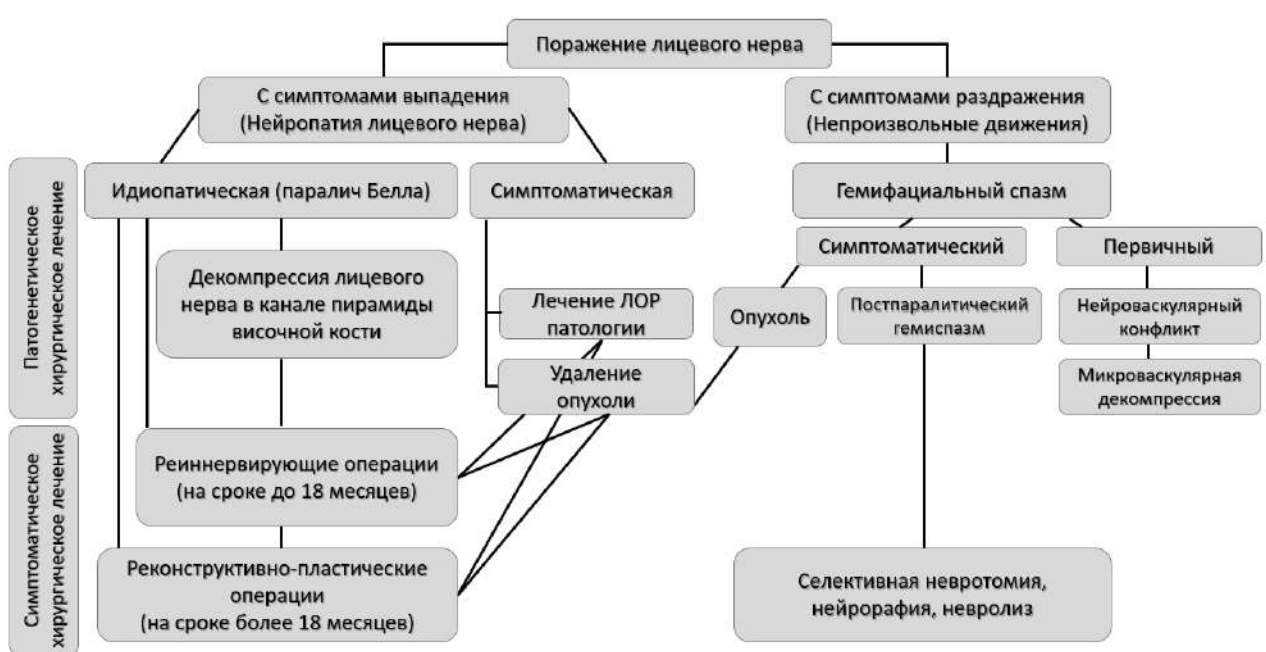 Поражение лицевого нерва
С симптомами выпадения
(Нейропатия лицевого нерва)
С симптомами раздражения
(Непроизвольные движения)
Патогенетическое
хирургическое лечение
Идиопатическая (паралич Белла)
Симптоматическая
Гемифациальный спазм
Симптоматический
Первичный
Декомпрессия лицевого
нерва в канале пирамиды
височной кости
Лечение ЛОР
патологии
Опухоль
Постпаралитический
гемиспазм
Нейроваскулярный
конфликт
Удаление
опухоли
Микроваскулярная
декомпрессия
Симптоматическое
хирургическое лечение
Реиннервирующие операции
(на сроке до 18 месяцев)
Реконструктивно-пластические
операции
(на сроке более 18 месяцев)
Селективная невротомия,
нейрорафия, невролиз